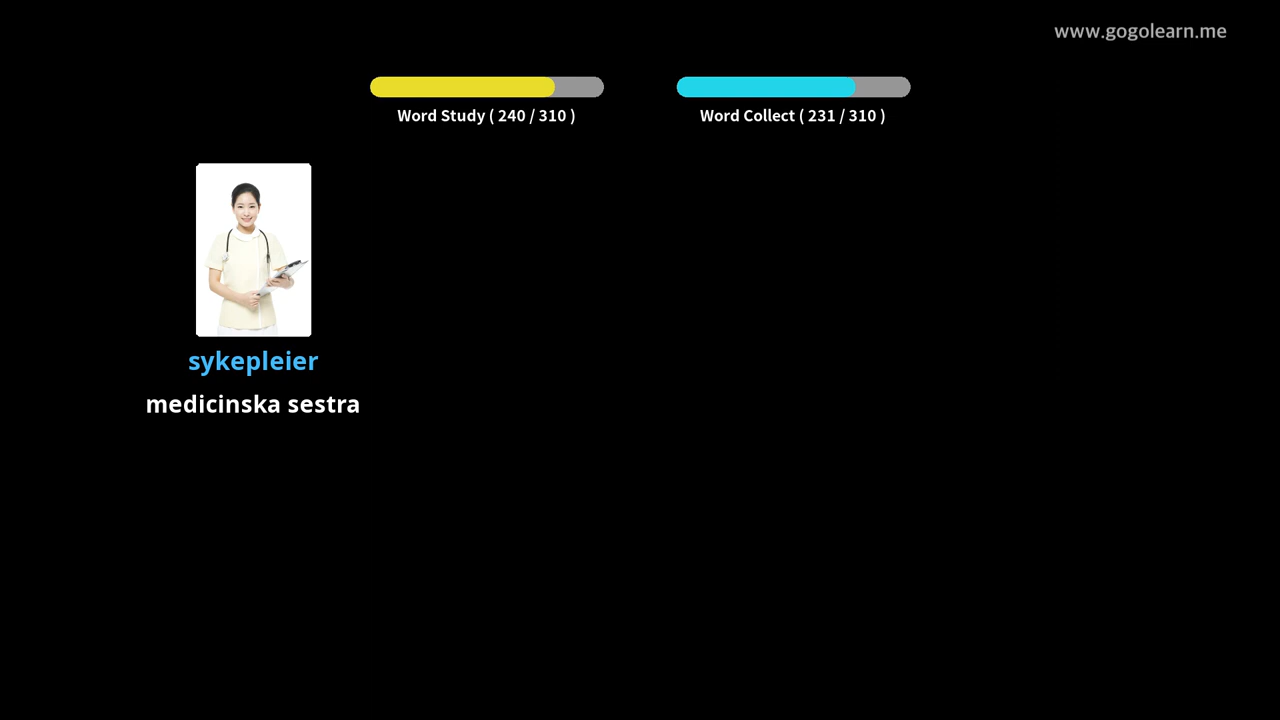 www.gogolearn.me
Word Study ( 240 / 310 )
Word Collect ( 231 / 310 )
sykepleier
medicinska sestra